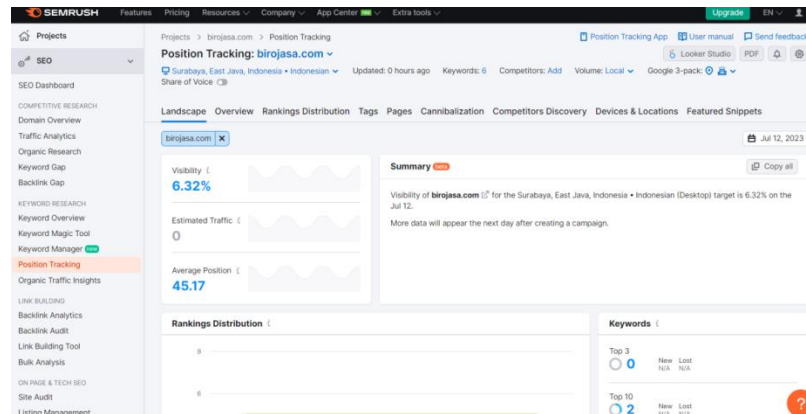 SEMRUSH Features Pricing Resources Company App Center Extra tools Upgrade EN
Projects
SEO
SEO Dashboard
COMPETITIVE RESEARCH
Domain Overview
Traffic Analytics
Organic Research
Keyword Gap
Backlink Gap
KEYWORD RESEARCH
Keyword Overview
Keyword Magic Tool
Keyword Manager new
Position Tracking
Organic Traffic Insights
LINK BUILDING
Backlink Analytics
Backlink Audit
Link Building Tool
Bulk Analysis
ON PAGE & TECH SEO
Site Audit
Listing Management
Projects > birojasa.com > Position Tracking
Position Tracking App User manual Send feedback
Position Tracking: birojasa.com
Looker Studio PDF
Surabaya, East Java, Indonesia • Indonesian Updated: 0 hours ago Keywords: 6 Competitors: Add Volume: Local Google 3-pack:
Share of Voice
Landscape Overview Rankings Distribution Tags Pages Cannibalization Competitors Discovery Devices & Locations Featured Snippets
birojasa.com X
Jul 12, 2023
Visibility
6.32%
Estimated Traffic
0
Average Position
45.17
Summary beta
Copy all
Visibility of birojasa.com for the Surabaya, East Java, Indonesia • Indonesian (Desktop) target is 6.32% on the
Jul 12.
More data will appear the next day after creating a campaign.
Rankings Distribution
8
6
Keywords
Top 3
0 New Lost
N/A N/A
Top 10
2 New Lost
N/A N/A
?